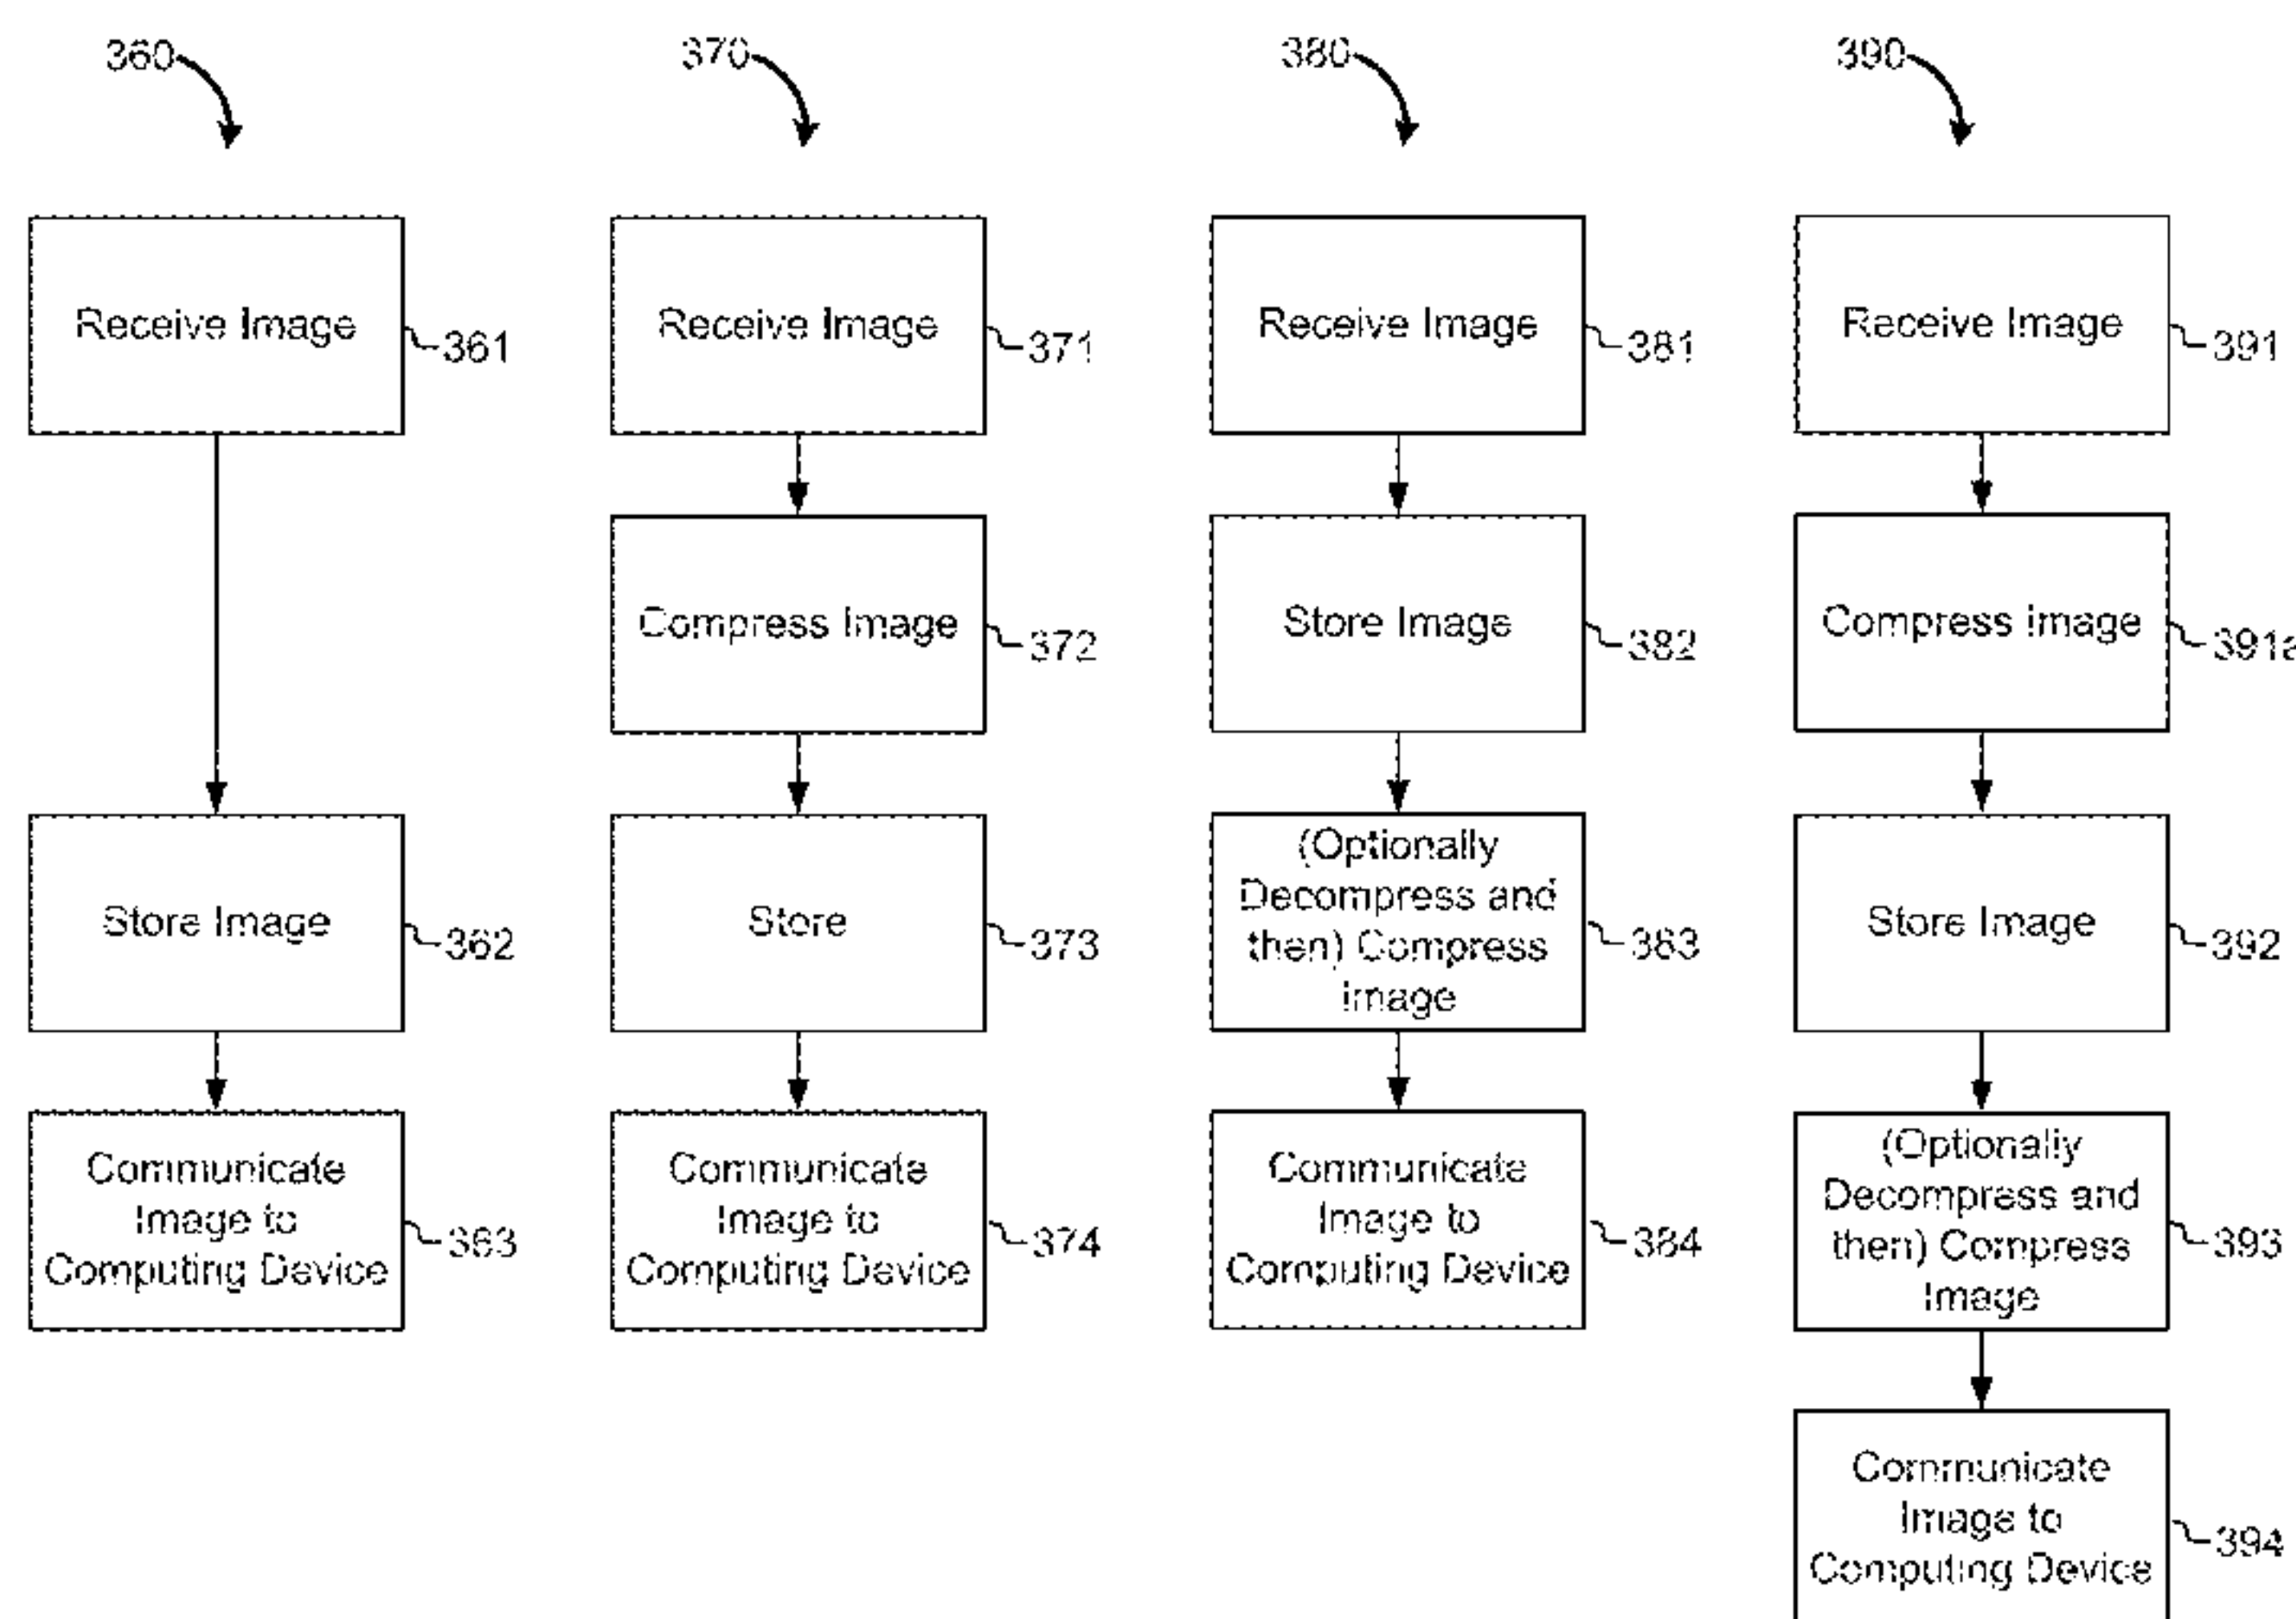 360
370
380
390
Receive Image
361
Receive Image
371
Receive Image
381
Receive Image
391
Compress Image
372
Store Image
382
Compress image
391a
Store Image
362
Store
373
(Optionally
Decompress and
then) Compress
Image
383
Store Image
392
Communicate
Image to
Computing Device
363
Communicate
Image to
Computing Device
374
Communicate
Image to
Computing Device
384
(Optionally
Decompress and
then) Compress
Image
393
Communicate
Image to
Computing Device
394